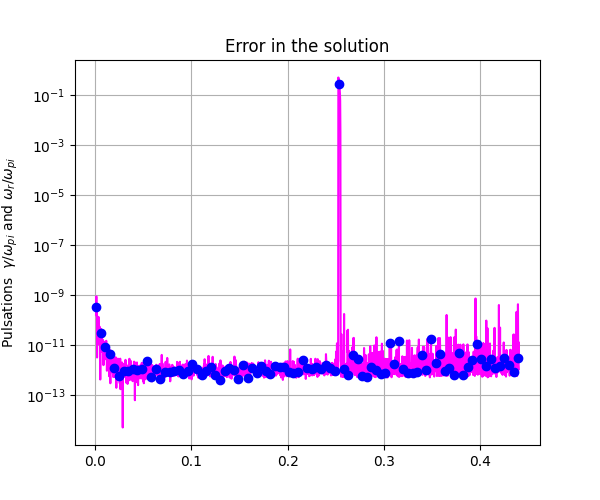 Error in the solution
Pulsations γ/ω_pi and ω_r/ω_pi
10⁻¹
10⁻³
10⁻⁵
10⁻⁷
10⁻⁹
10⁻¹¹
10⁻¹³
0.0 0.1 0.2 0.3 0.4